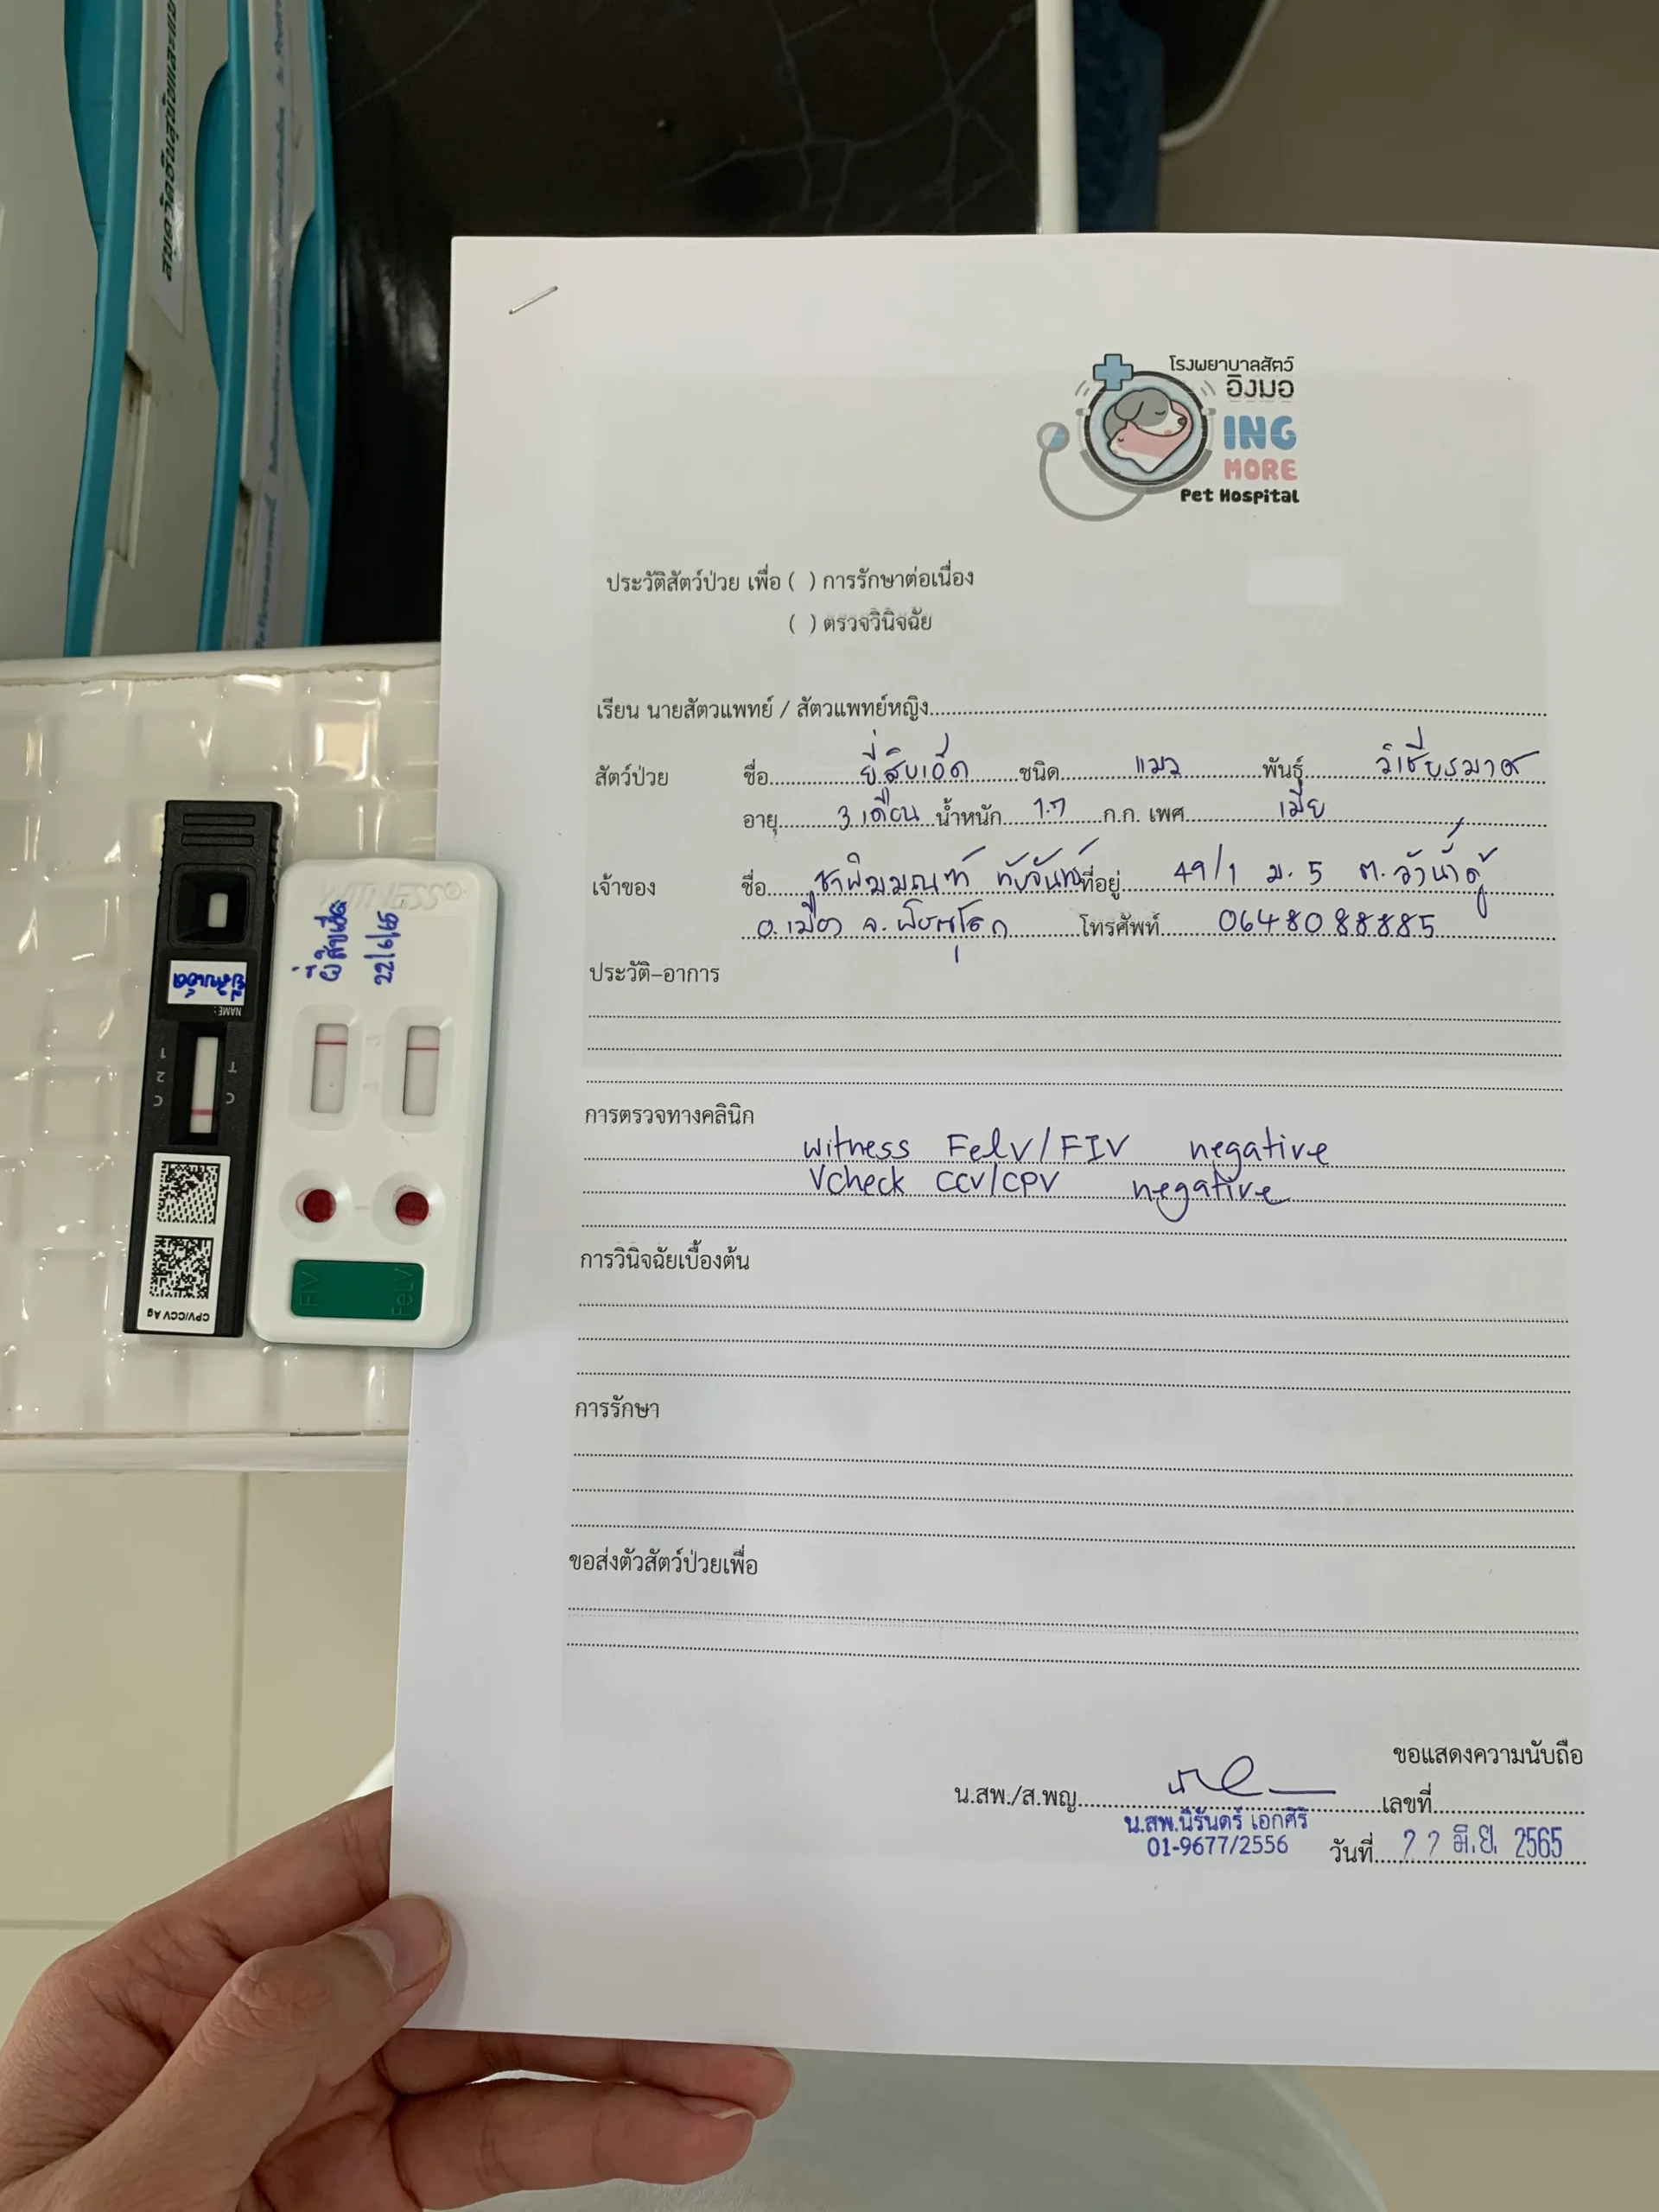 โรงพยาบาลสัตว์
อิงมอ
ING
MORE
Pet Hospital
ประวัติสัตว์ป่วย เพื่อ ( ) การรักษาต่อเนื่อง
( ) ตรวจวินิจฉัย
เรียน นายสัตวแพทย์ / สัตวแพทย์หญิง
สัตว์ป่วย ชื่อ ยี่สิบเอ็ด ชนิด แมว พันธุ์ วิเชียรมาศ
อายุ 3 เดือน น้ำหนัก 1.7 ก.ก. เพศ เมีย
เจ้าของ ชื่อ ที่อยู่ 49/1 ม. 5 ต.
อ.เมือง จ.พิษณุโลก โทรศัพท์ 0648088885
ประวัติ-อาการ
การตรวจทางคลินิก
witness FeLV/FIV negative
Vcheck CCV/CPV negative
การวินิจฉัยเบื้องต้น
การรักษา
ขอส่งตัวสัตว์ป่วยเพื่อ
ขอแสดงความนับถือ
น.สพ./ส.พญ. เลขที่
น.สพ.นิรันดร์ เอกศิริ
01-9677/2556
วันที่ 22 มิ.ย. 2565
WITNESS®
ยี่สิบเอ็ด
22/6/65
FIV
FeLV
NAME:
ยี่สิบเอ็ด
1 T
2
C C
CPV/CCV Ag